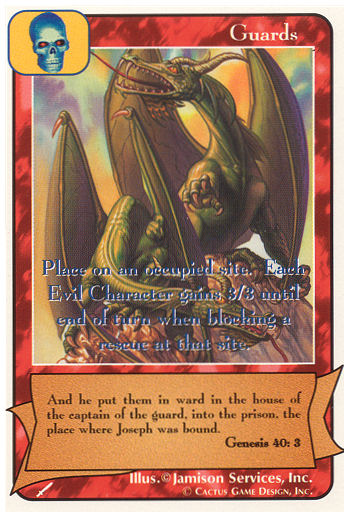 Guards
Place on an occupied site. Each
Evil Character gains 3/3 until
end of turn when blocking a
rescue at that site.
And he put them in ward in the house of
the captain of the guard, into the prison, the
place where Joseph was bound.
Genesis 40: 3
Illus.©Jamison Services, Inc.
© Cactus Game Design, Inc.